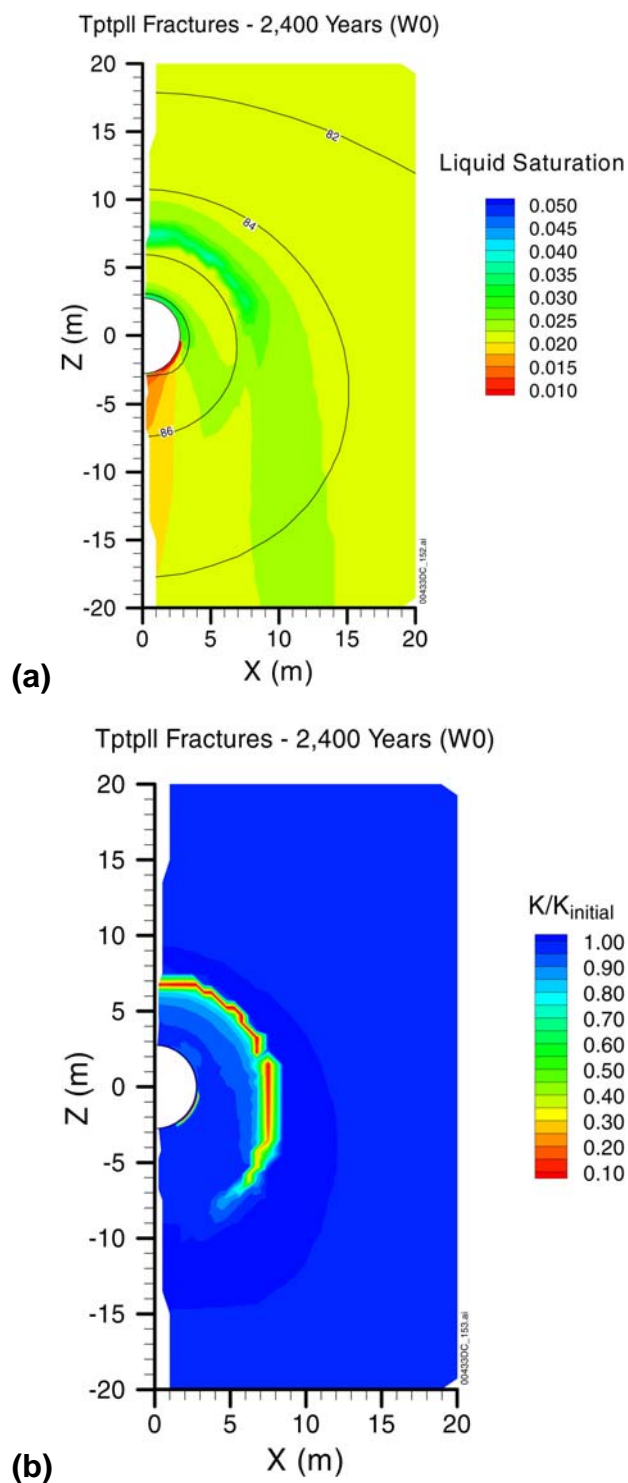 Tptpll Fractures - 2,400 Years (W0)
20
15
10
5
0
-5
-10
-15
-20
Z (m)
82
84
86
0 5 10 15 20
X (m)
Liquid Saturation
0.050
0.045
0.040
0.035
0.030
0.025
0.020
0.015
0.010
00433DC_152.ai
(a)
Tptpll Fractures - 2,400 Years (W0)
20
15
10
5
0
-5
-10
-15
-20
Z (m)
0 5 10 15 20
X (m)
K/Kinitial
1.00
0.90
0.80
0.70
0.60
0.50
0.40
0.30
0.20
0.10
00433DC_153.ai
(b)